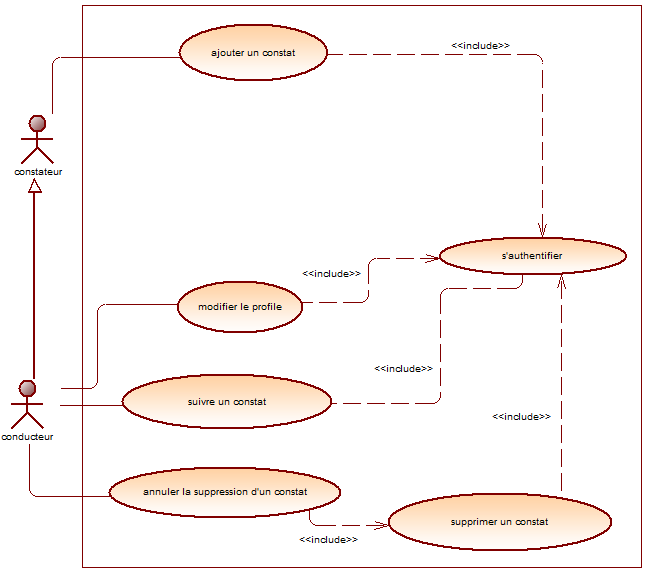 ajouter un constat
<<include>>
constateur
s'authentifier
<<include>>
modifier le profile
<<include>>
suivre un constat
<<include>>
conducteur
annuler la suppression d'un constat
supprimer un constat
<<include>>